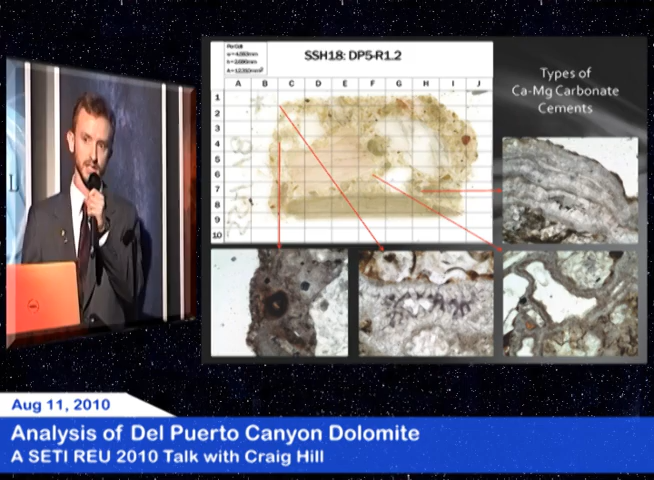 SSH18: DP5-R1.2
A B C D E F G H I J
1
2
3
4
5
6
7
8
9
10
Types of
Ca-Mg Carbonate
Cements
L
Aug 11, 2010
Analysis of Del Puerto Canyon Dolomite
A SETI REU 2010 Talk with Craig Hill